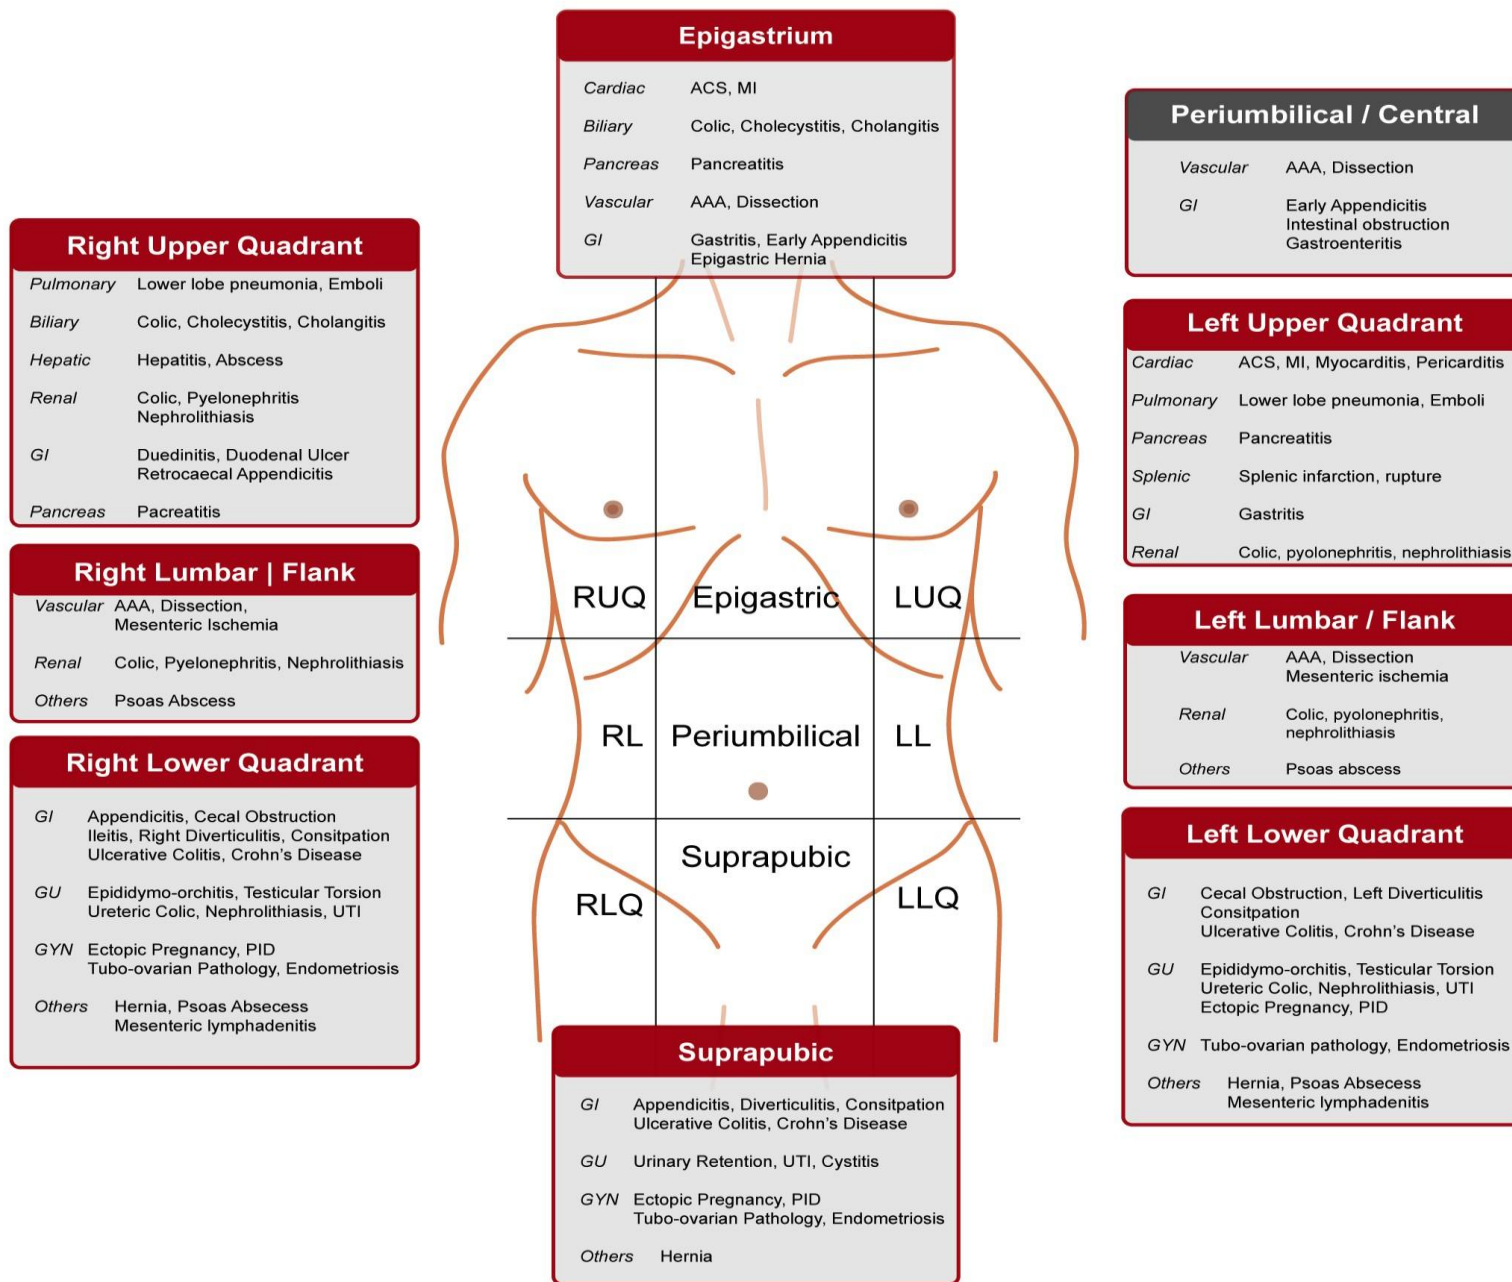 Epigastrium
Cardiac ACS, MI
Biliary Colic, Cholecystitis, Cholangitis
Pancreas Pancreatitis
Vascular AAA, Dissection
GI Gastritis, Early Appendicitis
Epigastric Hernia
Periumbilical / Central
Vascular AAA, Dissection
GI Early Appendicitis
Intestinal obstruction
Gastroenteritis
Right Upper Quadrant
Pulmonary Lower lobe pneumonia, Emboli
Biliary Colic, Cholecystitis, Cholangitis
Hepatic Hepatitis, Abscess
Renal Colic, Pyelonephritis
Nephrolithiasis
GI Duedinitis, Duodenal Ulcer
Retrocaecal Appendicitis
Pancreas Pacreatitis
Left Upper Quadrant
Cardiac ACS, MI, Myocarditis, Pericarditis
Pulmonary Lower lobe pneumonia, Emboli
Pancreas Pancreatitis
Splenic Splenic infarction, rupture
GI Gastritis
Renal Colic, pyolonephritis, nephrolithiasis
Right Lumbar | Flank
Vascular AAA, Dissection,
Mesenteric Ischemia
Renal Colic, Pyelonephritis, Nephrolithiasis
Others Psoas Abscess
RUQ Epigastric LUQ
RL Periumbilical LL
Suprapubic
RLQ LLQ
Left Lumbar / Flank
Vascular AAA, Dissection
Mesenteric ischemia
Renal Colic, pyolonephritis,
nephrolithiasis
Others Psoas abscess
Right Lower Quadrant
GI Appendicitis, Cecal Obstruction
Ileitis, Right Diverticulitis, Consitpation
Ulcerative Colitis, Crohn's Disease
GU Epididymo-orchitis, Testicular Torsion
Ureteric Colic, Nephrolithiasis, UTI
GYN Ectopic Pregnancy, PID
Tubo-ovarian Pathology, Endometriosis
Others Hernia, Psoas Absecess
Mesenteric lymphadenitis
Left Lower Quadrant
GI Cecal Obstruction, Left Diverticulitis
Consitpation
Ulcerative Colitis, Crohn's Disease
GU Epididymo-orchitis, Testicular Torsion
Ureteric Colic, Nephrolithiasis, UTI
Ectopic Pregnancy, PID
GYN Tubo-ovarian pathology, Endometriosis
Others Hernia, Psoas Absecess
Mesenteric lymphadenitis
Suprapubic
GI Appendicitis, Diverticulitis, Consitpation
Ulcerative Colitis, Crohn's Disease
GU Urinary Retention, UTI, Cystitis
GYN Ectopic Pregnancy, PID
Tubo-ovarian Pathology, Endometriosis
Others Hernia